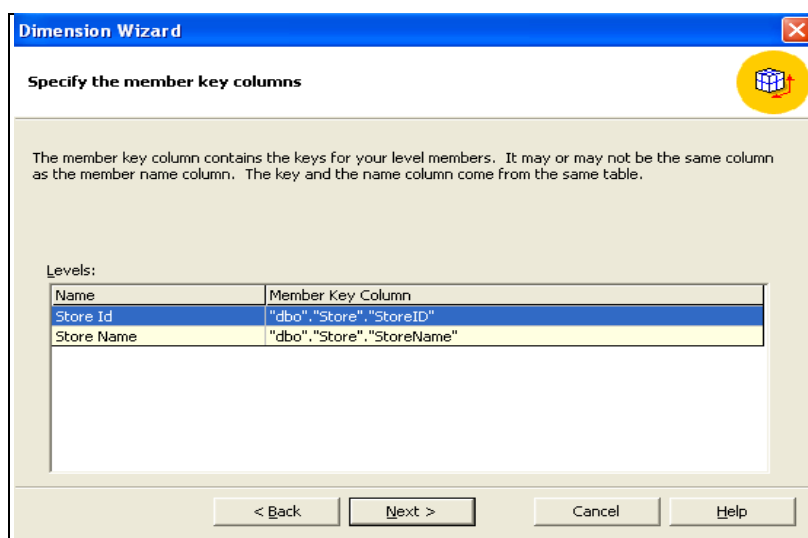 Dimension Wizard
Specify the member key columns
The member key column contains the keys for your level members. It may or may not be the same column
as the member name column. The key and the name column come from the same table.
Levels:
Name Member Key Column
Store Id "dbo"."Store"."StoreID"
Store Name "dbo"."Store"."StoreName"
< Back Next > Cancel Help